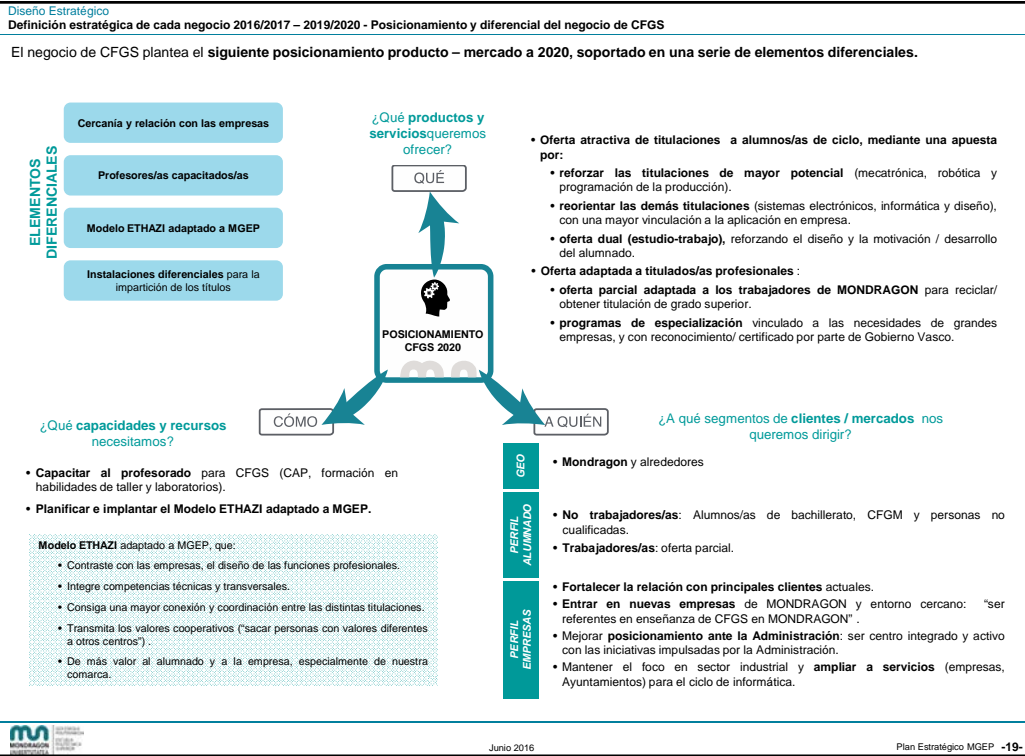 Diseño Estratégico
Definición estratégica de cada negocio 2016/2017 – 2019/2020 - Posicionamiento y diferencial del negocio de CFGS
El negocio de CFGS plantea el siguiente posicionamiento producto – mercado a 2020, soportado en una serie de elementos diferenciales.
ELEMENTOS
DIFERENCIALES
Cercanía y relación con las empresas
Profesores/as capacitados/as
Modelo ETHAZI adaptado a MGEP
Instalaciones diferenciales para la
impartición de los títulos
¿Qué productos y
serviciosqueremos
ofrecer?
QUÉ
• Oferta atractiva de titulaciones a alumnos/as de ciclo, mediante una apuesta
por:
• reforzar las titulaciones de mayor potencial (mecatrónica, robótica y
programación de la producción).
• reorientar las demás titulaciones (sistemas electrónicos, informática y diseño),
con una mayor vinculación a la aplicación en empresa.
• oferta dual (estudio-trabajo), reforzando el diseño y la motivación / desarrollo
del alumnado.
• Oferta adaptada a titulados/as profesionales :
• oferta parcial adaptada a los trabajadores de MONDRAGON para reciclar/
obtener titulación de grado superior.
• programas de especialización vinculado a las necesidades de grandes
empresas, y con reconocimiento/ certificado por parte de Gobierno Vasco.
POSICIONAMIENTO
CFGS 2020
¿Qué capacidades y recursos
necesitamos?
CÓMO
• Capacitar al profesorado para CFGS (CAP, formación en
habilidades de taller y laboratorios).
• Planificar e implantar el Modelo ETHAZI adaptado a MGEP.
Modelo ETHAZI adaptado a MGEP, que:
• Contraste con las empresas, el diseño de las funciones profesionales.
• Integre competencias técnicas y transversales.
• Consiga una mayor conexión y coordinación entre las distintas titulaciones.
• Transmita los valores cooperativos (“sacar personas con valores diferentes
a otros centros”) .
• De más valor al alumnado y a la empresa, especialmente de nuestra
comarca.
A QUIÉN
¿A qué segmentos de clientes / mercados nos
queremos dirigir?
GEO
• Mondragon y alrededores
PERFIL
ALUMNADO
• No trabajadores/as: Alumnos/as de bachillerato, CFGM y personas no
cualificadas.
• Trabajadores/as: oferta parcial.
PERFIL
EMPRESAS
• Fortalecer la relación con principales clientes actuales.
• Entrar en nuevas empresas de MONDRAGON y entorno cercano: “ser
referentes en enseñanza de CFGS en MONDRAGON” .
• Mejorar posicionamiento ante la Administración: ser centro integrado y activo
con las iniciativas impulsadas por la Administración.
• Mantener el foco en sector industrial y ampliar a servicios (empresas,
Ayuntamientos) para el ciclo de informática.
MONDRAGON
UNIBERTSITATEA
Junio 2016
Plan Estratégico MGEP -19-